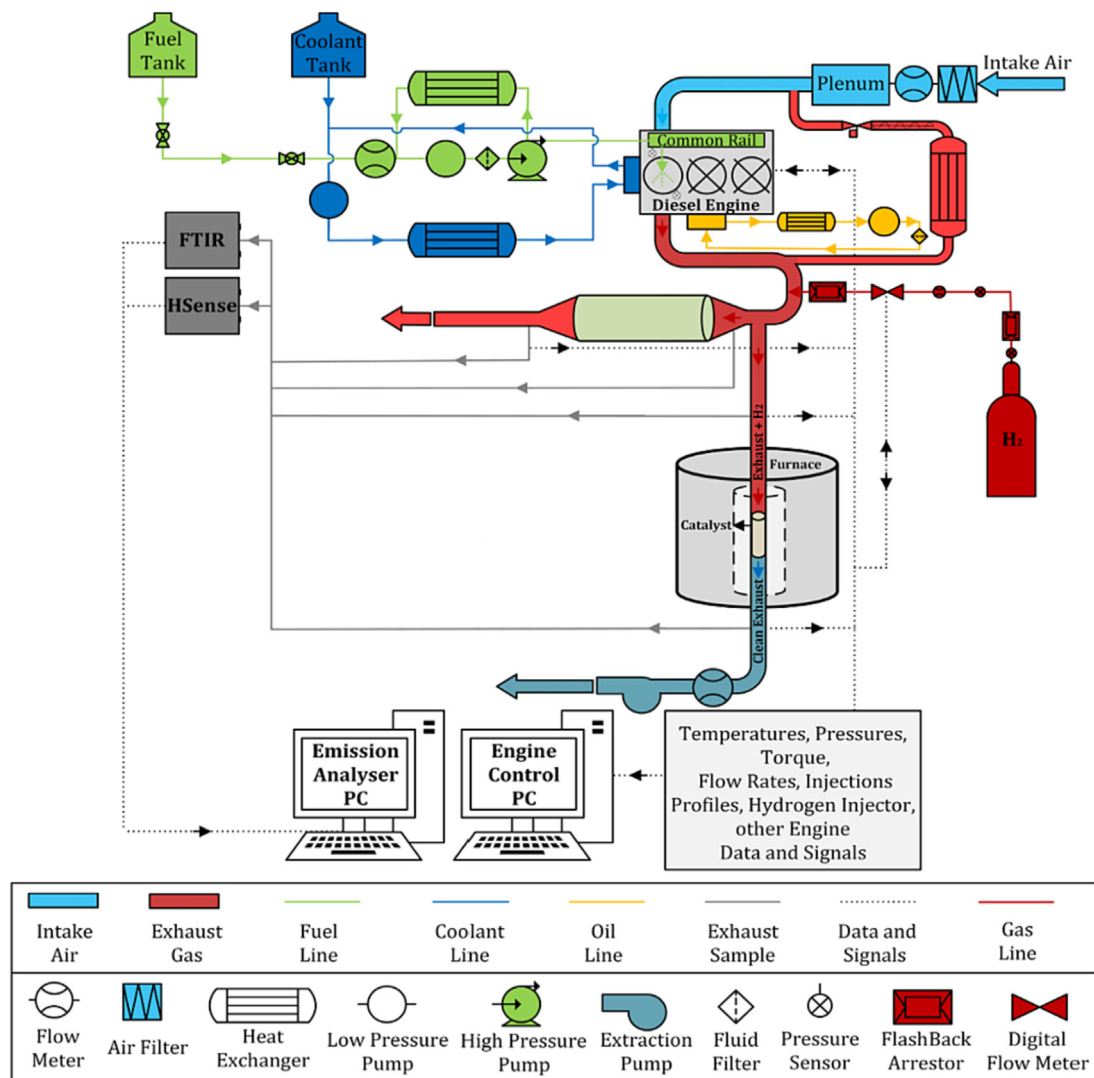 Fuel
Tank
Coolant
Tank
Intake Air
Plenum
Common Rail
Diesel Engine
FTIR
HSense
H₂
Exhaust + H₂
Furnace
Catalyst
Clean Exhaust
Emission
Analyser
PC
Engine
Control
PC
Temperatures, Pressures,
Torque,
Flow Rates, Injections
Profiles, Hydrogen Injector,
other Engine
Data and Signals
Intake
Air
Exhaust
Gas
Fuel
Line
Coolant
Line
Oil
Line
Exhaust
Sample
Data and
Signals
Gas
Line
Flow
Meter
Air Filter
Heat
Exchanger
Low Pressure
Pump
High Pressure
Pump
Extraction
Pump
Fluid
Filter
Pressure
Sensor
FlashBack
Arrestor
Digital
Flow Meter